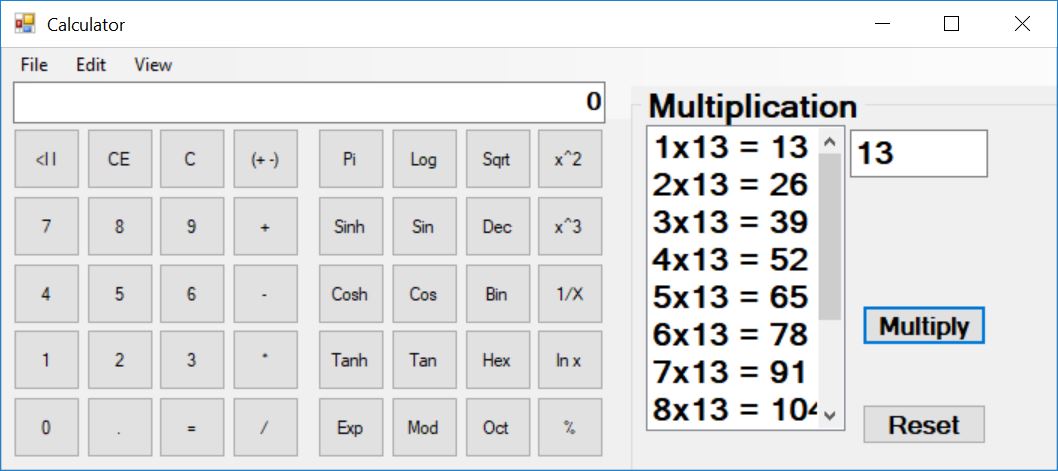 Calculator
File Edit View
0
<I I CE C (+ -) Pi Log Sqrt x^2
7 8 9 + Sinh Sin Dec x^3
4 5 6 - Cosh Cos Bin 1/X
1 2 3 * Tanh Tan Hex ln x
0 . = / Exp Mod Oct %
Multiplication
1x13 = 13
2x13 = 26
3x13 = 39
4x13 = 52
5x13 = 65
6x13 = 78
7x13 = 91
8x13 = 104
13
Multiply
Reset